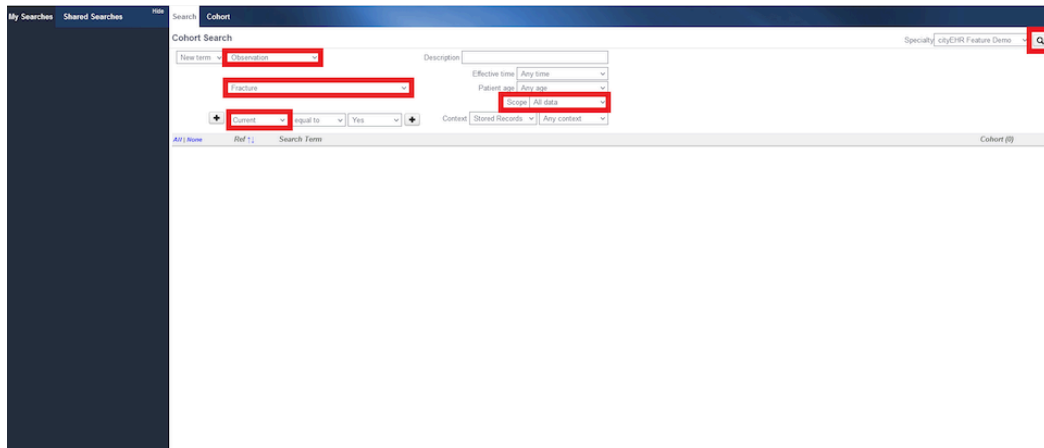 My Searches Shared Searches Hide Search Cohort
Cohort Search Specialty cityEHR Feature Demo
New term Observation Description
Effective time Any time
Fracture Patient age Any age
Scope All data
Current equal to Yes Context Stored Records Any context
All | None Ref ↑↓ Search Term Cohort (0)